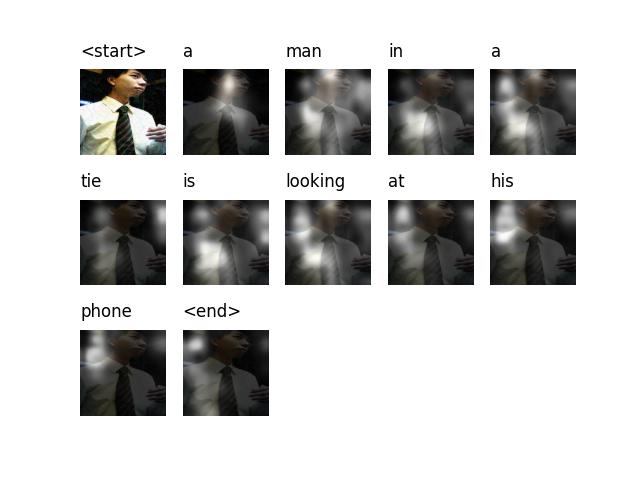 <start> a man in a
tie is looking at his
phone <end>